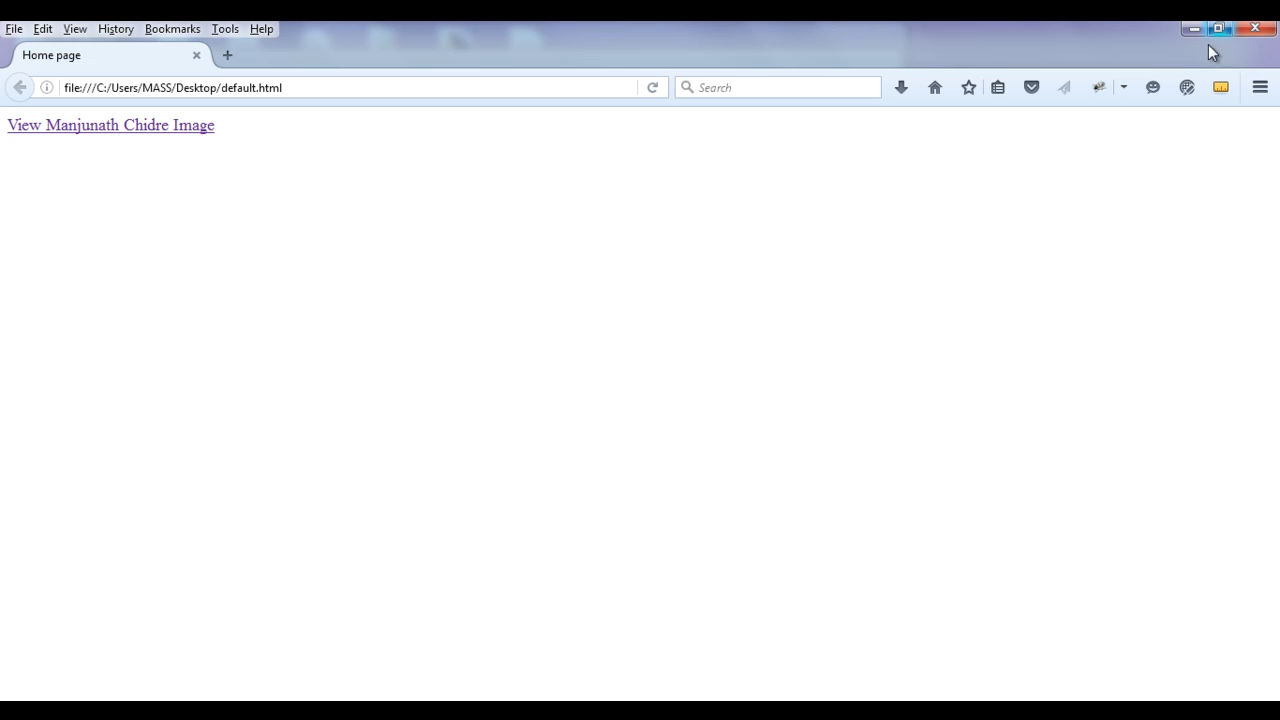 File Edit View History Bookmarks Tools Help
Home page
file:///C:/Users/MASS/Desktop/default.html Search
View Manjunath Chidre Image